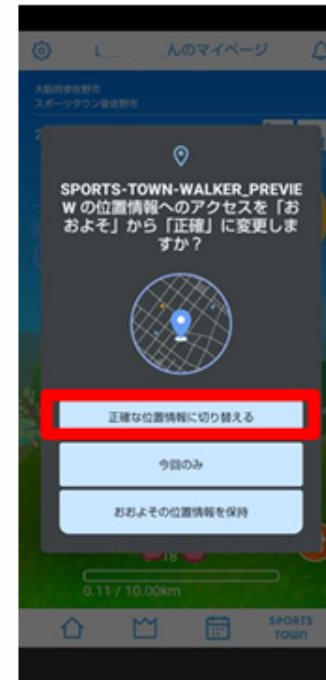 んのマイページ
大阪府泉佐野市
スポーツタウン泉佐野市
2
SPORTS-TOWN-WALKER_PREVIE
W の位置情報へのアクセスを「お
およそ」から「正確」に変更しま
すか？
正確な位置情報に切り替える
今回のみ
おおよその位置情報を保持
18
0.11 / 10.00km
SPORTS
TOWN